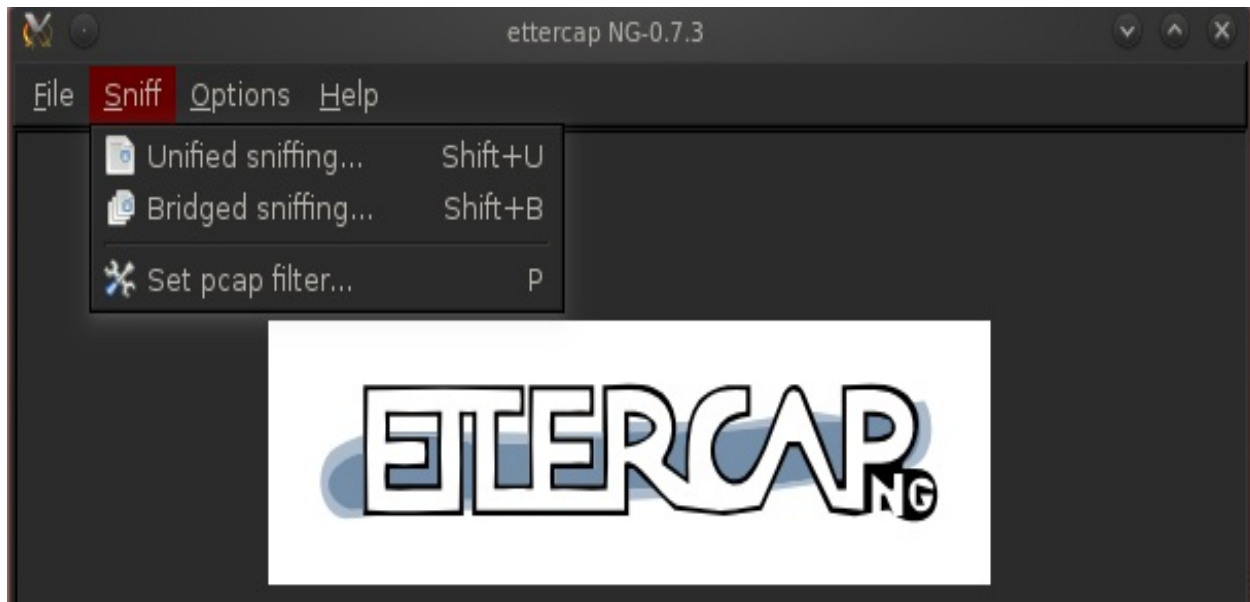 ettercap NG-0.7.3
File Sniff Options Help
Unified sniffing... Shift+U
Bridged sniffing... Shift+B
Set pcap filter... P
ETTERCAP
NG